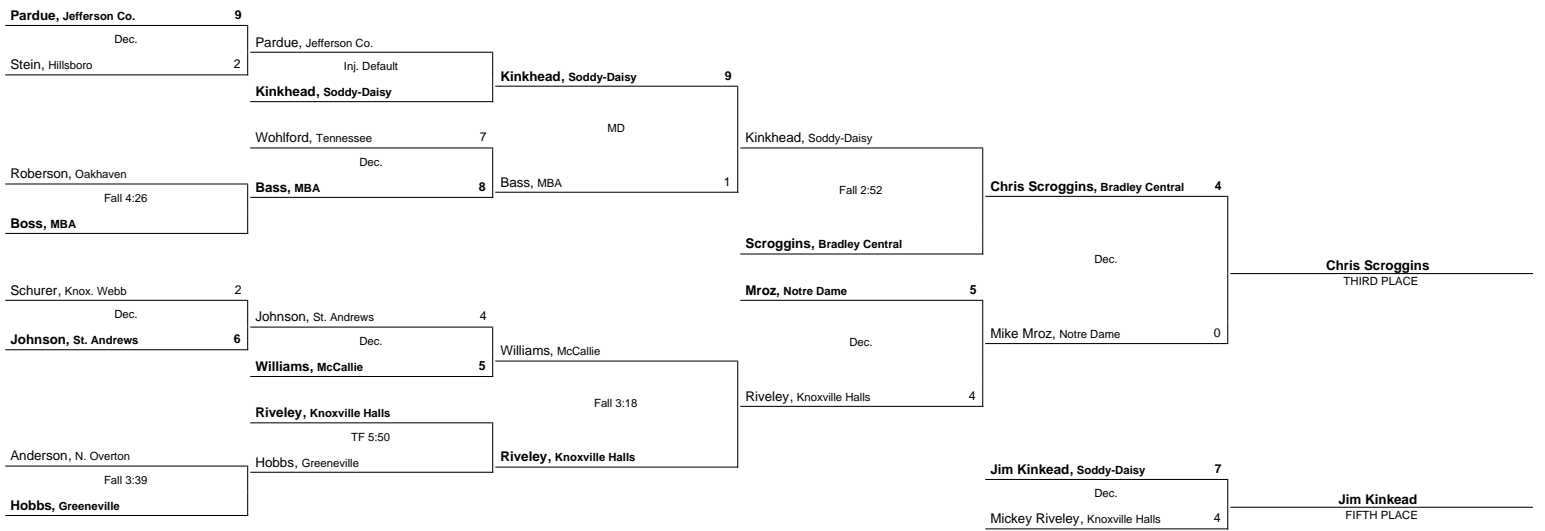 Pardue, Jefferson Co. 9
Dec.
Stein, Hillsboro 2
Roberson, Oakhaven
Fall 4:26
Boss, MBA
Schurer, Knox. Webb 2
Dec.
Johnson, St. Andrews 6
Anderson, N. Overton
Fall 3:39
Hobbs, Greeneville
Pardue, Jefferson Co.
Inj. Default
Kinkhead, Soddy-Daisy
Wohlford, Tennessee 7
Dec.
Bass, MBA 8
Johnson, St. Andrews 4
Dec.
Williams, McCallie 5
Riveley, Knoxville Halls
TF 5:50
Hobbs, Greeneville
Kinkhead, Soddy-Daisy 9
MD
Bass, MBA 1
Williams, McCallie
Fall 3:18
Riveley, Knoxville Halls
Kinkhead, Soddy-Daisy
Fall 2:52
Scroggins, Bradley Central
Mroz, Notre Dame 5
Dec.
Riveley, Knoxville Halls 4
Chris Scroggins, Bradley Central 4
Dec.
Mike Mroz, Notre Dame 0
Chris Scroggins
THIRD PLACE
Jim Kinkead, Soddy-Daisy 7
Dec.
Mickey Riveley, Knoxville Halls 4
Jim Kinkead
FIFTH PLACE